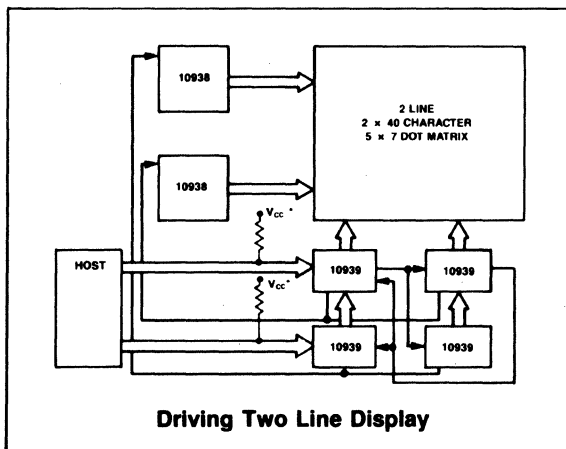 10938
2 LINE
2 × 40 CHARACTER
5 × 7 DOT MATRIX
10938
VCC*
HOST
10939
10939
VCC*
10939
10939
Driving Two Line Display